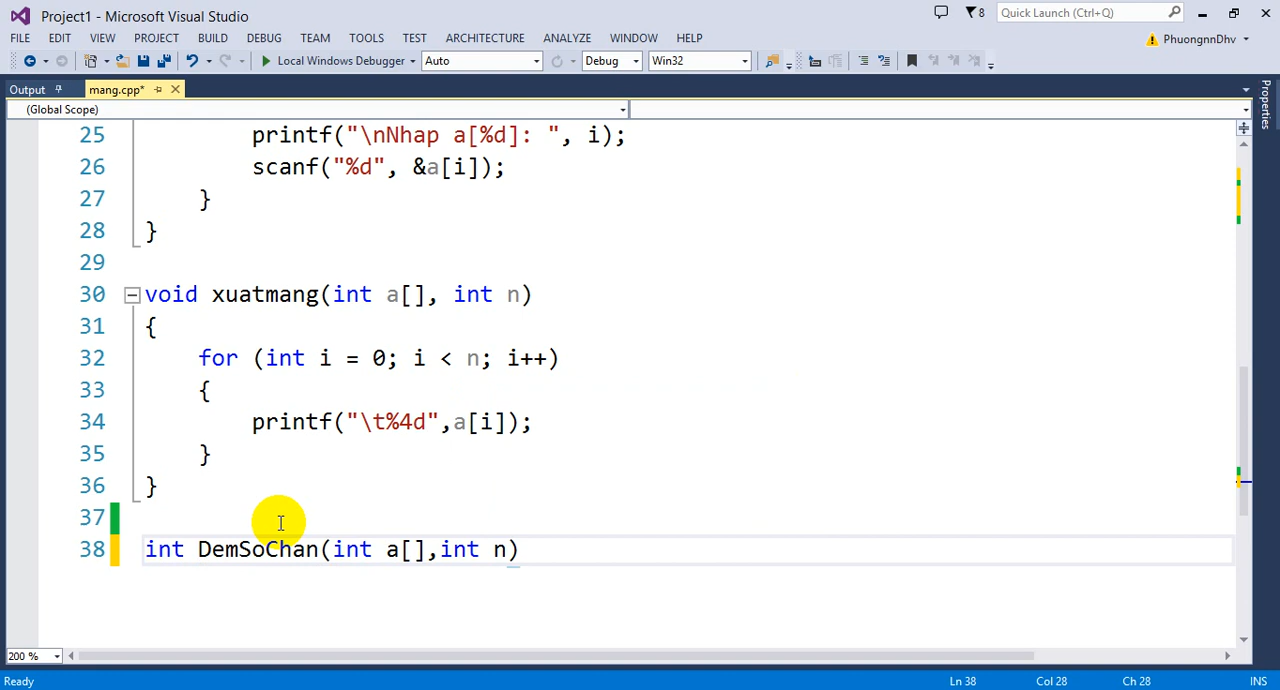 Project1 - Microsoft Visual Studio
8
Quick Launch (Ctrl+Q)
FILE EDIT VIEW PROJECT BUILD DEBUG TEAM TOOLS TEST ARCHITECTURE ANALYZE WINDOW HELP
PhuongnnDhv
Local Windows Debugger Auto Debug Win32
Output mang.cpp*
(Global Scope)
Properties
25 printf("\nNhap a[%d]: ", i);
26 scanf("%d", &a[i]);
27 }
28 }
29
30 void xuatmang(int a[], int n)
31 {
32 for (int i = 0; i < n; i++)
33 {
34 printf("\t%4d",a[i]);
35 }
36 }
37
38 int DemSoChan(int a[],int n)
200 %
Ready Ln 38 Col 28 Ch 28 INS